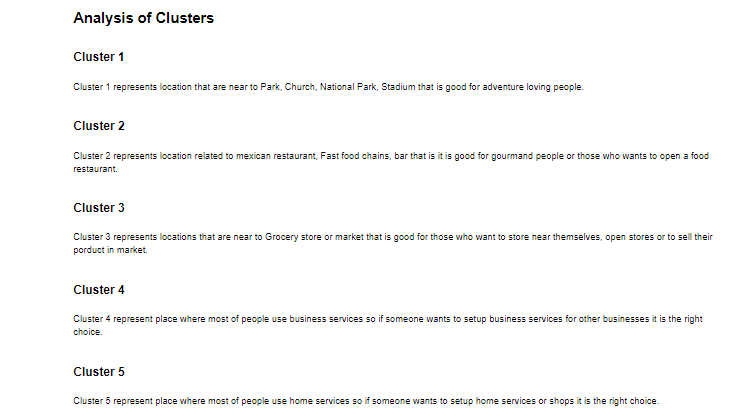 Analysis of Clusters
Cluster 1
Cluster 1 represents location that are near to Park, Church, National Park, Stadium that is good for adventure loving people.
Cluster 2
Cluster 2 represents location related to mexican restaurant, Fast food chains, bar that is it is good for gourmand people or those who wants to open a food
restaurant.
Cluster 3
Cluster 3 represents locations that are near to Grocery store or market that is good for those who want to store near themselves, open stores or to sell their
porduct in market.
Cluster 4
Cluster 4 represent place where most of people use business services so if someone wants to setup business services for other businesses it is the right
choice.
Cluster 5
Cluster 5 represent place where most of people use home services so if someone wants to setup home services or shops it is the right choice.